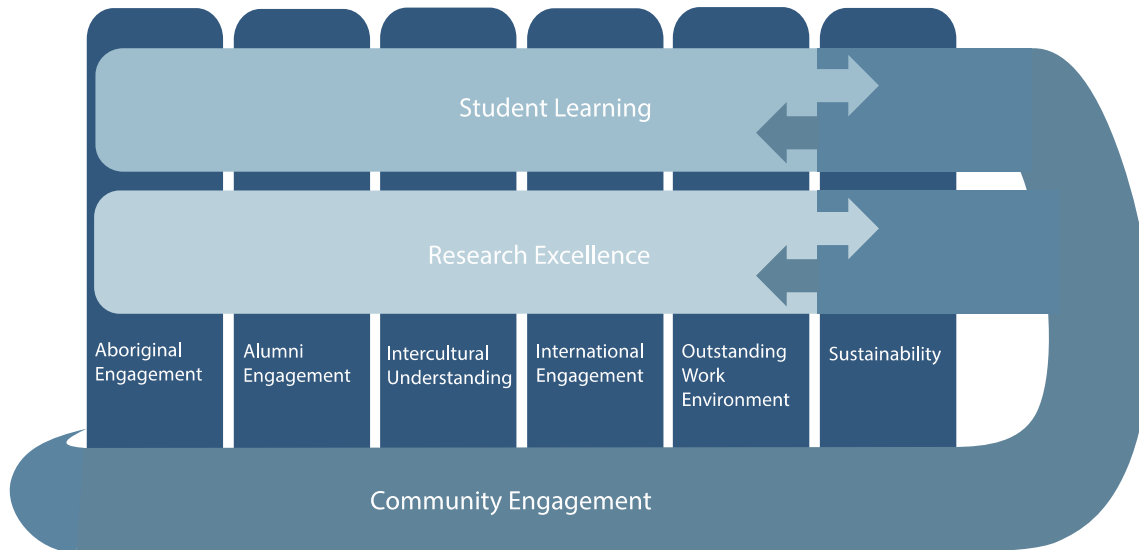 Student Learning
Research Excellence
Aboriginal
Engagement
Alumni
Engagement
Intercultural
Understanding
International
Engagement
Outstanding
Work
Environment
Sustainability
Community Engagement